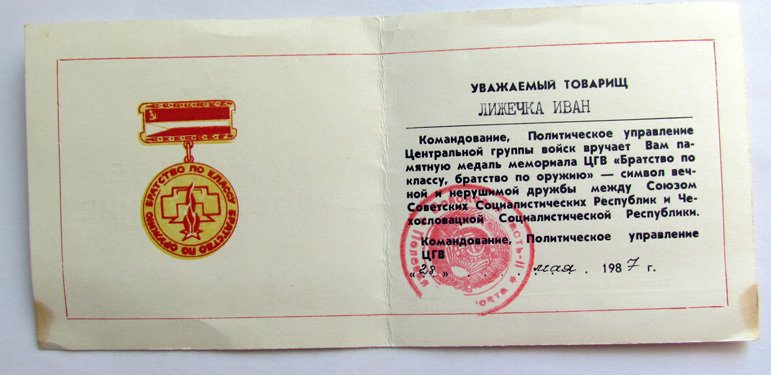 БРАТСТВО ПО КЛАССУ БРАТСТВО ПО ОРУЖИЮ
УВАЖАЕМЫЙ ТОВАРИЩ
ЛИЖЕЧКА ИВАН
Командование, Политическое управление
Центральной группы войск вручает Вам па-
мятную медаль мемориала ЦГВ «Братство по
классу, братство по оружию» — символ веч-
ной и нерушимой дружбы между Союзом
Советских Социалистических Республик и Че-
хословацкой Социалистической Республики.
Командование, Политическое управление
ЦГВ
«28» мая 1987 г.